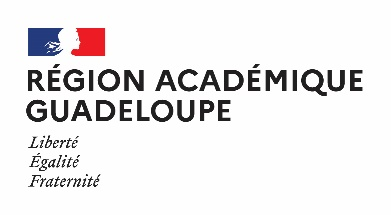 RÉGION ACADÉMIQUE
GUADELOUPE
Liberté
Égalité
Fraternité